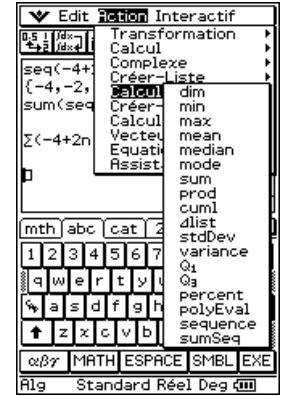 Edit Action Interactif
Transformation
Calcul
Complexe
Créer-Liste
seq(-4+
{-4,-2,
sum(seq
Σ(-4+2n
Calcul
Créer-
Calcu
Vecteu
Equati
Assist
dim
min
max
mean
median
mode
sum
prod
cuml
Δlist
stdDev
variance
Q1
Q3
percent
polyEval
sequence
sumSeq
mth abc cat 2
1 2 3 4 5 6 7
q w e r t y
a s d f g h
z x c v b
αβγ MATH ESPACE SMBL EXE
Alg Standard Réel Deg